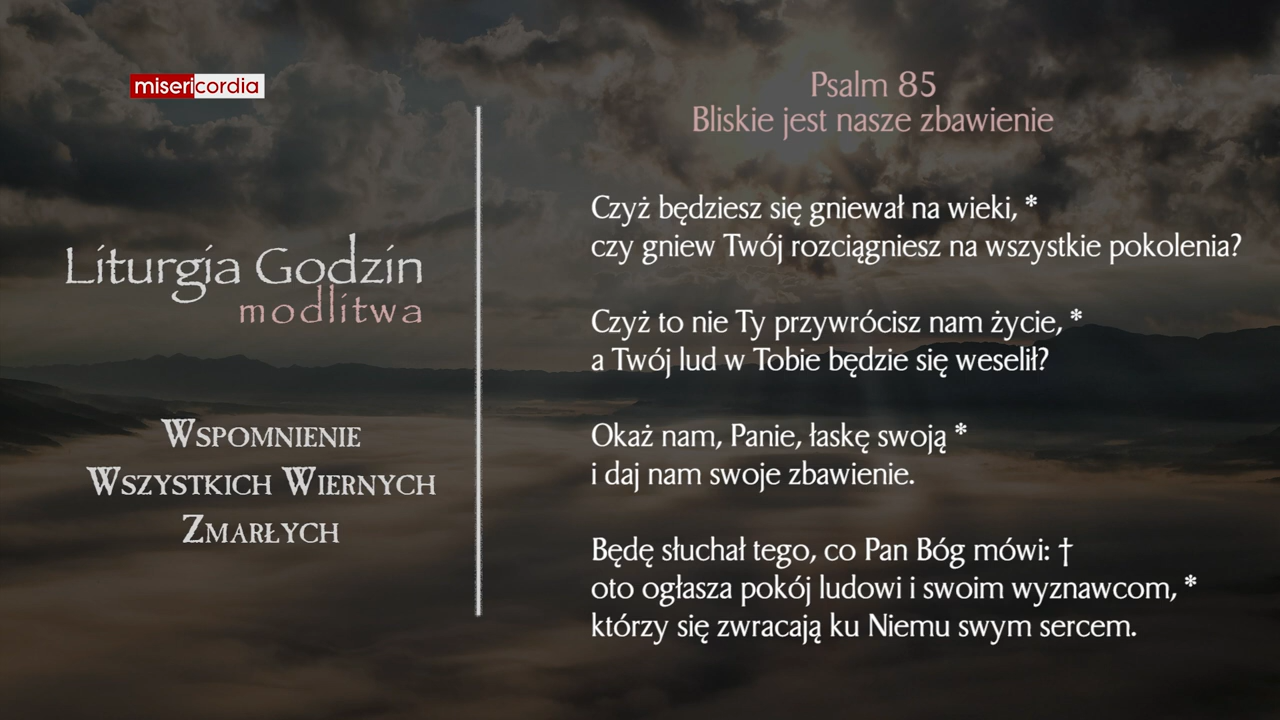 misericordia
Liturgia Godzin
modlitwa
Wspomnienie
Wszystkich Wiernych
Zmarłych
Psalm 85
Bliskie jest nasze zbawienie
Czyż będziesz się gniewał na wieki, *
czy gniew Twój rozciągniesz na wszystkie pokolenia?
Czyż to nie Ty przywrócisz nam życie, *
a Twój lud w Tobie będzie się weselił?
Okaż nam, Panie, łaskę swoją *
i daj nam swoje zbawienie.
Będę słuchał tego, co Pan Bóg mówi: †
oto ogłasza pokój ludowi i swoim wyznawcom, *
którzy się zwracają ku Niemu swym sercem.